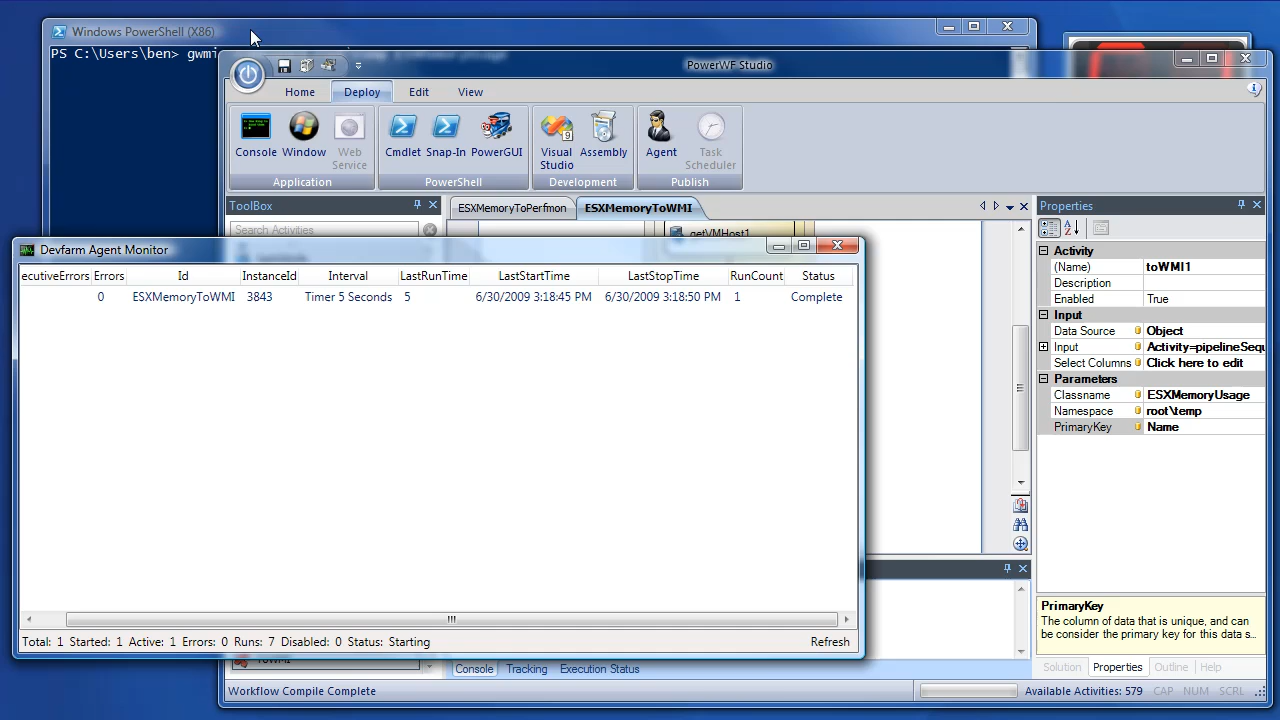 Windows PowerShell (X86)
PS C:\Users\ben> gwmi
PowerWF Studio
Home Deploy Edit View
Console Window Web Service
Cmdlet Snap-In PowerGUI
Visual Studio Assembly
Agent Task Scheduler
Application PowerShell Development Publish
ToolBox
Search Activities
ESXMemoryToPerfmon ESXMemoryToWMI
getVMHost1
Properties
Activity
(Name) toWMI1
Description
Enabled True
Input
Data Source Object
Input Activity=pipelineSequ
Select Columns Click here to edit
Parameters
Classname ESXMemoryUsage
Namespace root\temp
PrimaryKey Name
Devfarm Agent Monitor
ecutiveErrors Errors Id InstanceId Interval LastRunTime LastStartTime LastStopTime RunCount Status
0 ESXMemoryToWMI 3843 Timer 5 Seconds 5 6/30/2009 3:18:45 PM 6/30/2009 3:18:50 PM 1 Complete
Total: 1 Started: 1 Active: 1 Errors: 0 Runs: 7 Disabled: 0 Status: Starting
Refresh
PrimaryKey
The column of data that is unique, and can
be considered the primary key for this data s...
ToWMI
Console Tracking Execution Status
Solution Properties Outline Help
Workflow Compile Complete
Available Activities: 579 CAP NUM SCRL